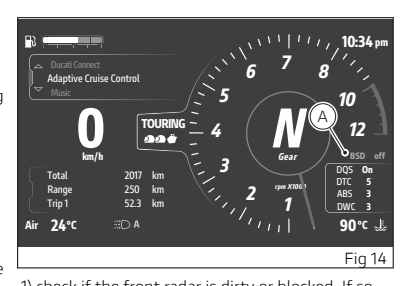 10:34 pm
Ducati Connect
Adaptive Cruise Control
Music
0
km/h
TOURING
Total 2017 km
Range 250 km
Trip 1 52.3 km
Air 24°C
A
1
2
3
4
5
6
7
8
10
12
N
Gear
rpm X1000
A
BSD off
DQS On
DTC 5
ABS 3
DWC 3
90°C
Fig 14
1) check if the front radar is dirty or blocked. If so